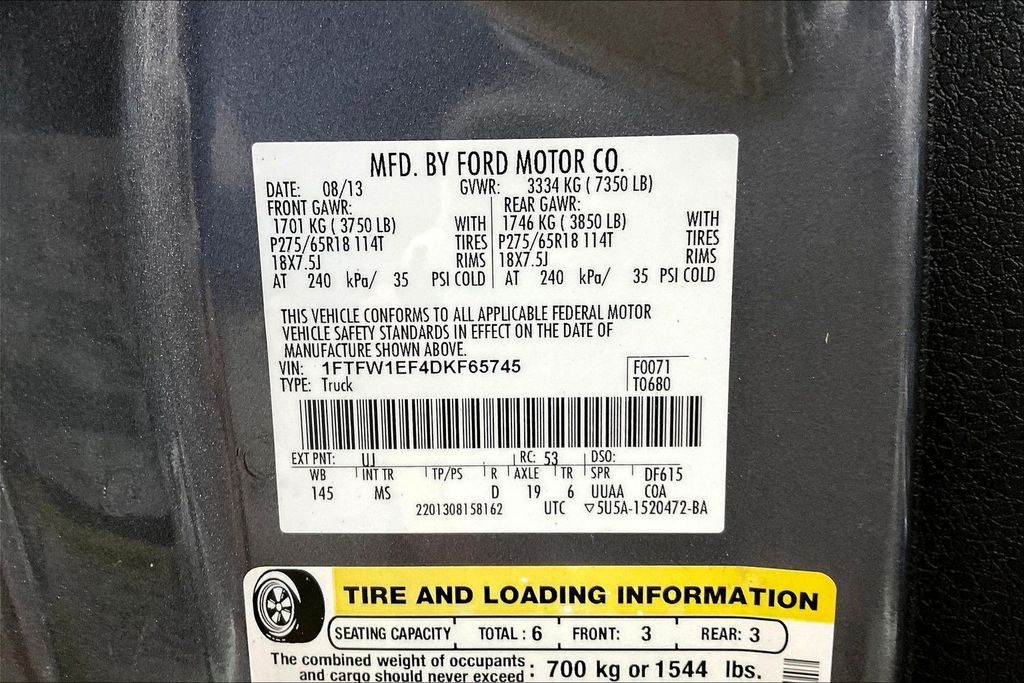 MFD. BY FORD MOTOR CO.
DATE: 08/13 GVWR: 3334 KG ( 7350 LB)
FRONT GAWR: REAR GAWR:
1701 KG ( 3750 LB) WITH 1746 KG ( 3850 LB) WITH
P275/65R18 114T TIRES P275/65R18 114T TIRES
18X7.5J RIMS 18X7.5J RIMS
AT 240 kPa/ 35 PSI COLD AT 240 kPa/ 35 PSI COLD
THIS VEHICLE CONFORMS TO ALL APPLICABLE FEDERAL MOTOR
VEHICLE SAFETY STANDARDS IN EFFECT ON THE DATE OF
MANUFACTURE SHOWN ABOVE.
VIN: 1FTFW1EF4DKF65745 F0071
TYPE: Truck T0680
EXT PNT: UJ RC: 53 DSO:
WB INT TR TP/PS R AXLE TR SPR DF615
145 MS D 19 6 UUAA COA
2201308158162 UTC ▽5U5A-1520472-BA
TIRE AND LOADING INFORMATION
SEATING CAPACITY TOTAL : 6 FRONT: 3 REAR: 3
The combined weight of occupants
and cargo should never exceed : 700 kg or 1544 lbs.